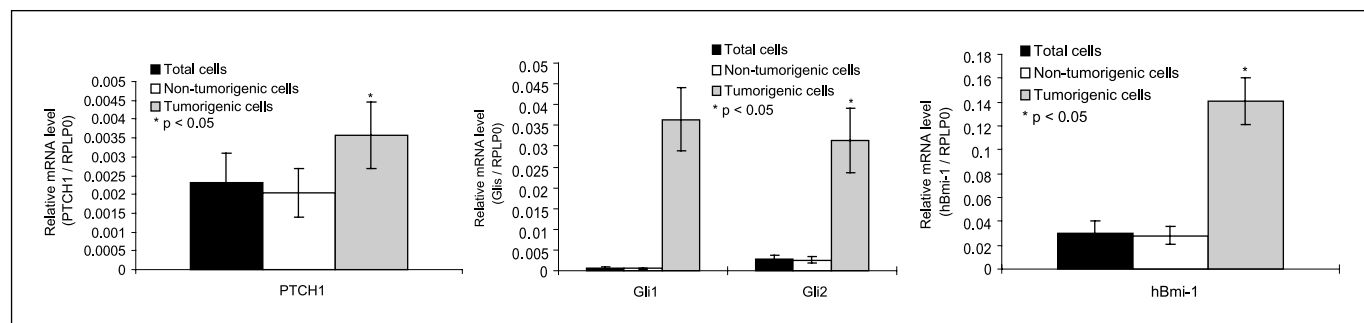 Relative mRNA level
(PTCH1 / RPLP0)
Total cells
Non-tumorigenic cells
Tumorigenic cells
* p < 0.05
*
0.005
0.0045
0.004
0.0035
0.003
0.0025
0.002
0.0015
0.001
0.0005
0
PTCH1
Relative mRNA level
(Glis / RPLP0)
Total cells
Non-tumorigenic cells
Tumorigenic cells
* p < 0.05
*
0.05
0.045
0.04
0.035
0.03
0.025
0.02
0.015
0.01
0.005
0
Gli1
Gli2
Relative mRNA level
(hBmi-1 / RPLP0)
Total cells
Non-tumorigenic cells
Tumorigenic cells
* p < 0.05
*
0.18
0.16
0.14
0.12
0.1
0.08
0.06
0.04
0.02
0
hBmi-1